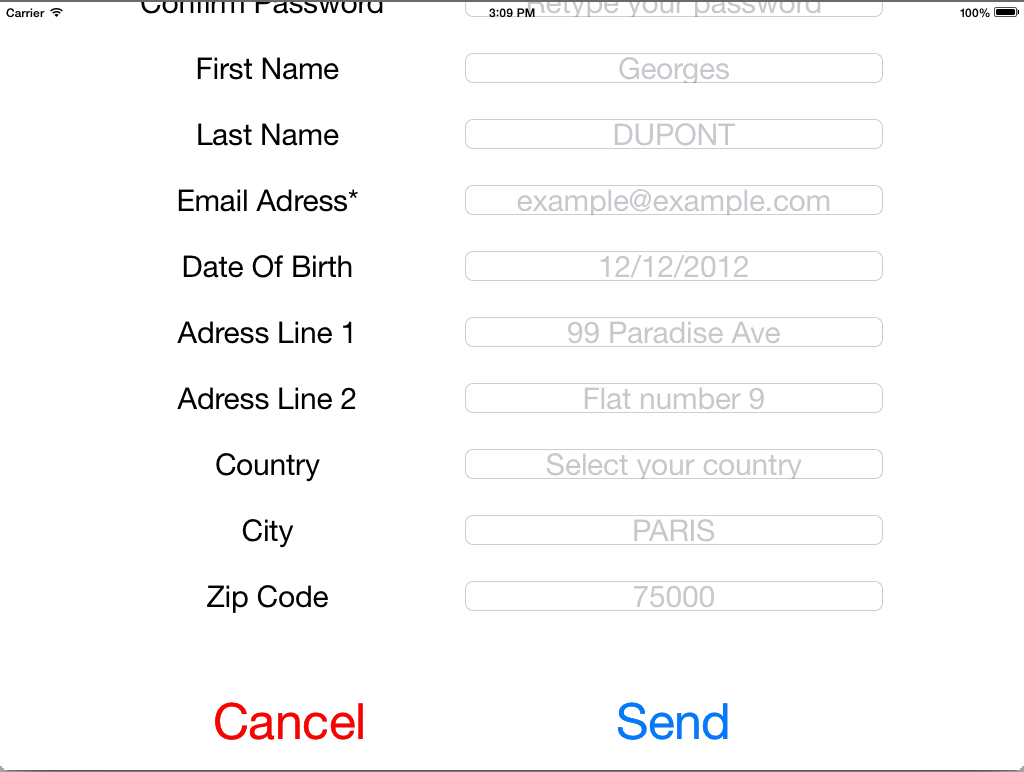 Carrier 3:09 PM 100%
Confirm Password Retype your password
First Name Georges
Last Name DUPONT
Email Adress* example@example.com
Date Of Birth 12/12/2012
Adress Line 1 99 Paradise Ave
Adress Line 2 Flat number 9
Country Select your country
City PARIS
Zip Code 75000
Cancel Send